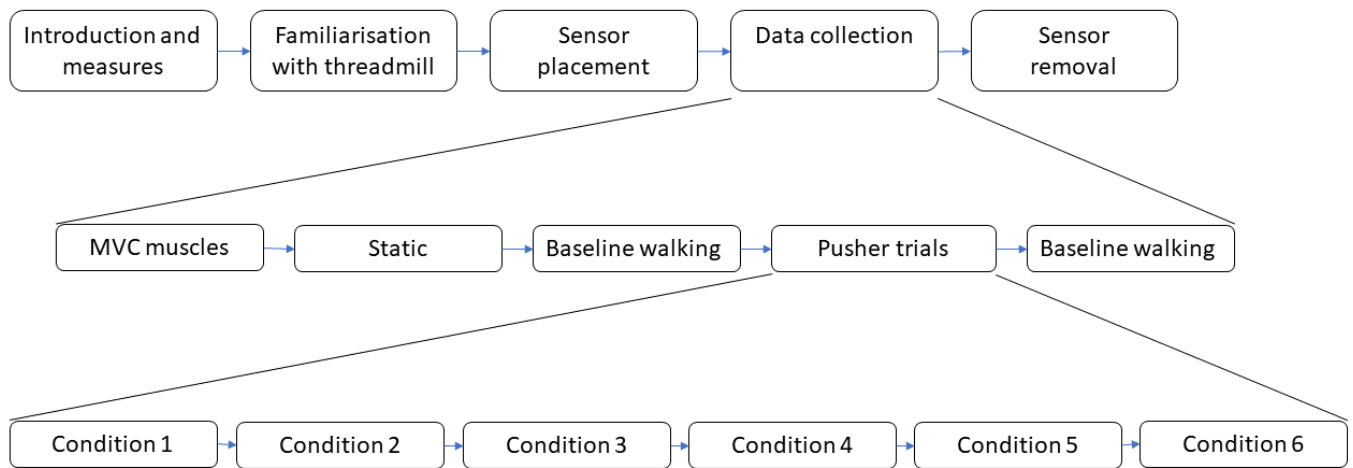 Introduction and
measures
Familiarisation
with threadmill
Sensor
placement
Data collection
Sensor
removal
MVC muscles
Static
Baseline walking
Pusher trials
Baseline walking
Condition 1
Condition 2
Condition 3
Condition 4
Condition 5
Condition 6